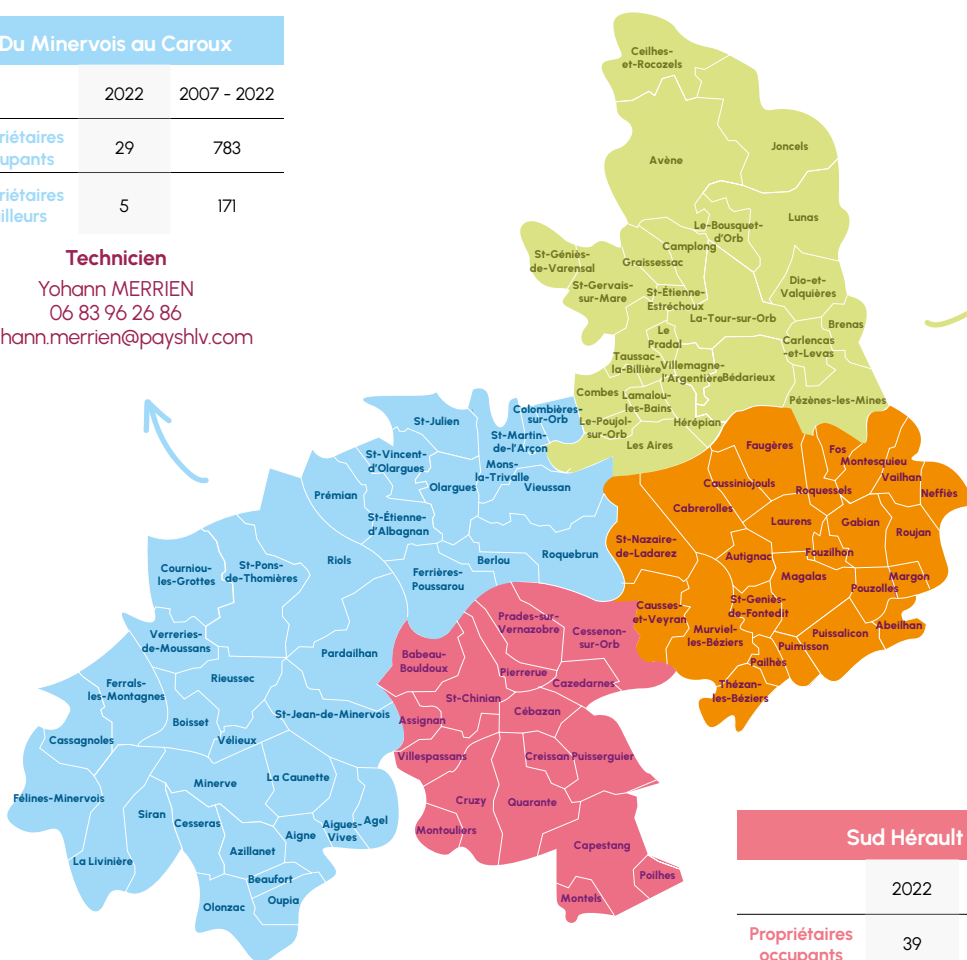 Du Minervois au Caroux
2022
2007 - 2022
riétaires
upants
29
783
riétaires
illeurs
5
171
Technicien
Yohann MERRIEN
06 83 96 26 86
hann.merrien@payshlv.com
Ceilhes-
et-Rocozels
Avène
Joncels
Lunas
Le-Bousquet-
d'Orb
Camplong
Graissessac
St-Géniès-
de-Varensal
St-Gervais-
sur-Mare
St-Étienne-
Estréchoux
Dio-et-
Valquières
La-Tour-sur-Orb
Brenas
Le
Pradal
Carlencas
-et-Levas
Taussac-
la-Billière
Villemagne-
l'Argentière
Bédarieux
Combes
Lamalou-
les-Bains
Pézènes-les-Mines
Le-Poujol-
sur-Orb
Hérépian
Les Aires
St-Julien
Colombières-
sur-Orb
St-Martin-
de-l'Arçon
St-Vincent-
d'Olargues
Mons-
la-Trivalle
Olargues
Vieussan
Prémian
St-Étienne-
d'Albagnan
Riols
Berlou
Roquebrun
Ferrières-
Poussarou
Courniou-
les-Grottes
St-Pons-
de-Thomières
Verreries-
de-Moussans
Pardailhan
Rieussec
Ferrals-
les-Montagnes
Boisset
St-Jean-de-Minervois
Vélieux
Cassagnoles
La Caunette
Minerve
Félines-Minervois
Siran
Cesseras
Aigues-
Vives
Agel
Aigne
Azillanet
La Livinière
Beaufort
Oupia
Olonzac
Faugères
Fos
Montesquieu
Vailhan
Neffiès
Caussiniojouls
Roquessels
Cabrerolles
Laurens
Gabian
Roujan
St-Nazaire-
de-Ladarez
Autignac
Fouzilhon
Magalas
Margon
Pouzolles
Causses-
et-Veyran
St-Geniès-
de-Fontedit
Abeilhan
Murviel-
les-Béziers
Puissalicon
Puimisson
Pailhès
Thézan-
les-Béziers
Prades-sur-
Vernazobre
Cessenon-
sur-Orb
Babeau-
Bouldoux
Pierrerue
Cazedarnes
St-Chinian
Cébazan
Assignan
Villespassans
Creissan
Puisserguier
Cruzy
Quarante
Montouliers
Capestang
Poilhes
Montels
Sud Hérault
2022
Propriétaires
occupants
39